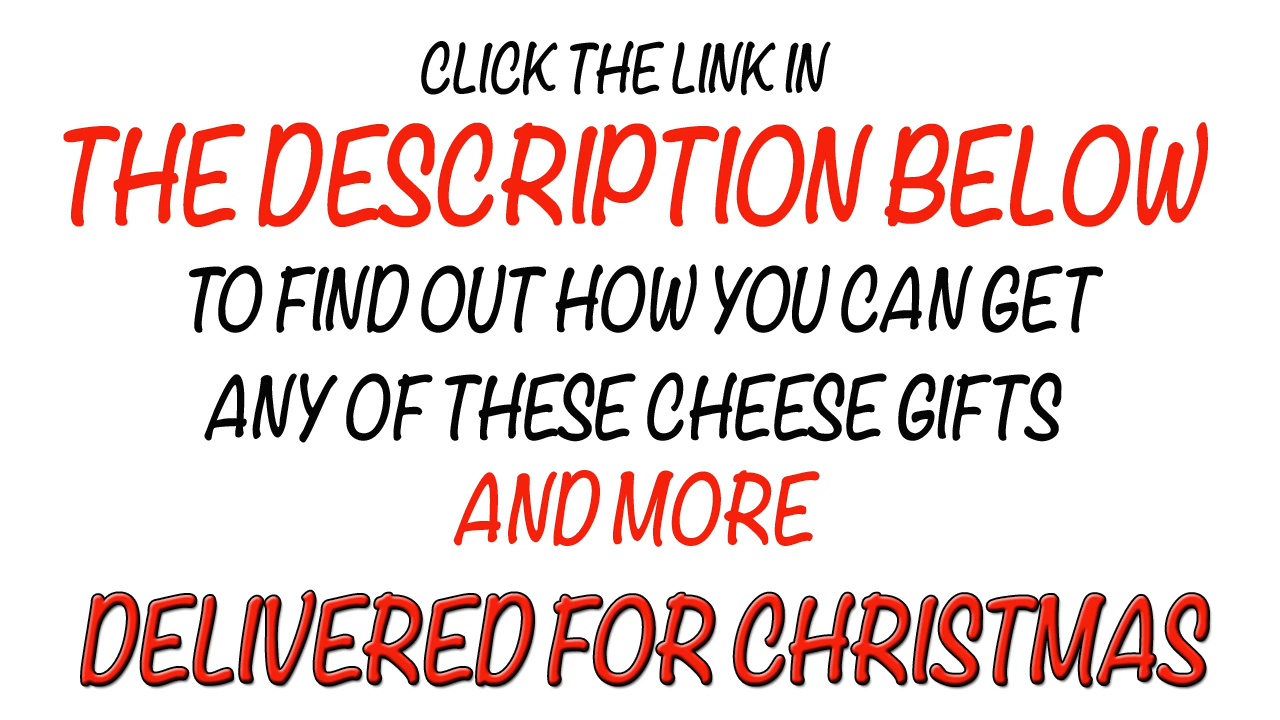 CLICK THE LINK IN
THE DESCRIPTION BELOW
TO FIND OUT HOW YOU CAN GET
ANY OF THESE CHEESE GIFTS
AND MORE
DELIVERED FOR CHRISTMAS